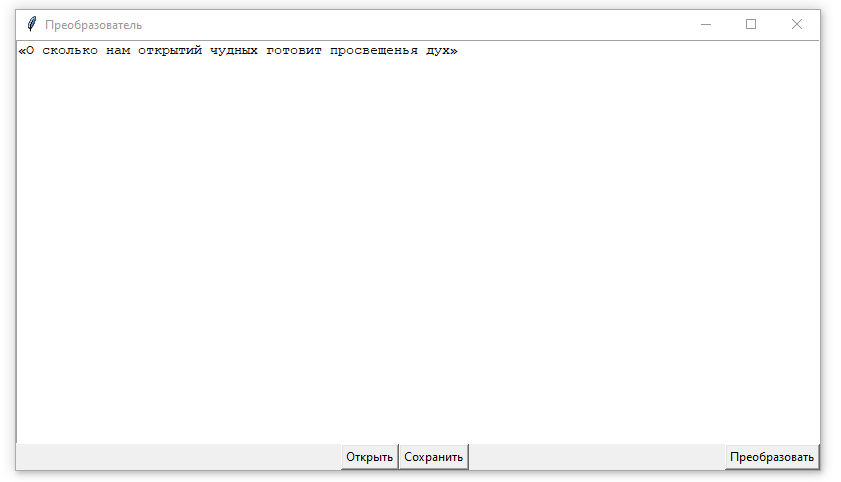 Преобразователь
«О сколько нам открытий чудных готовит просвещенья дух»
Открыть Сохранить Преобразовать